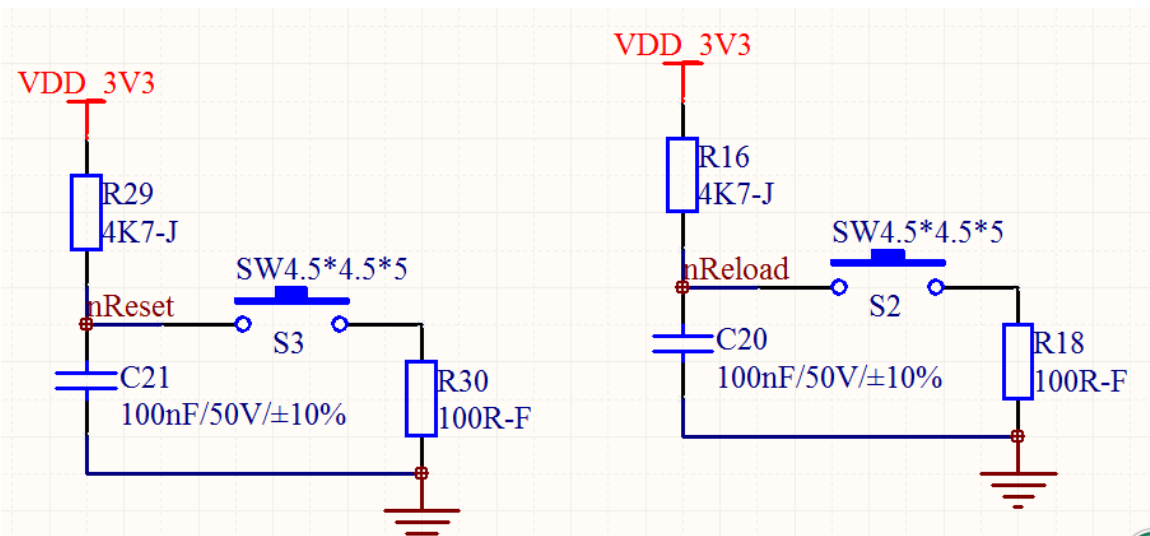 VDD_3V3
R29
4K7-J
SW4.5*4.5*5
nReset
S3
C21
100nF/50V/±10%
R30
100R-F
VDD_3V3
R16
4K7-J
SW4.5*4.5*5
nReload
S2
C20
100nF/50V/±10%
R18
100R-F